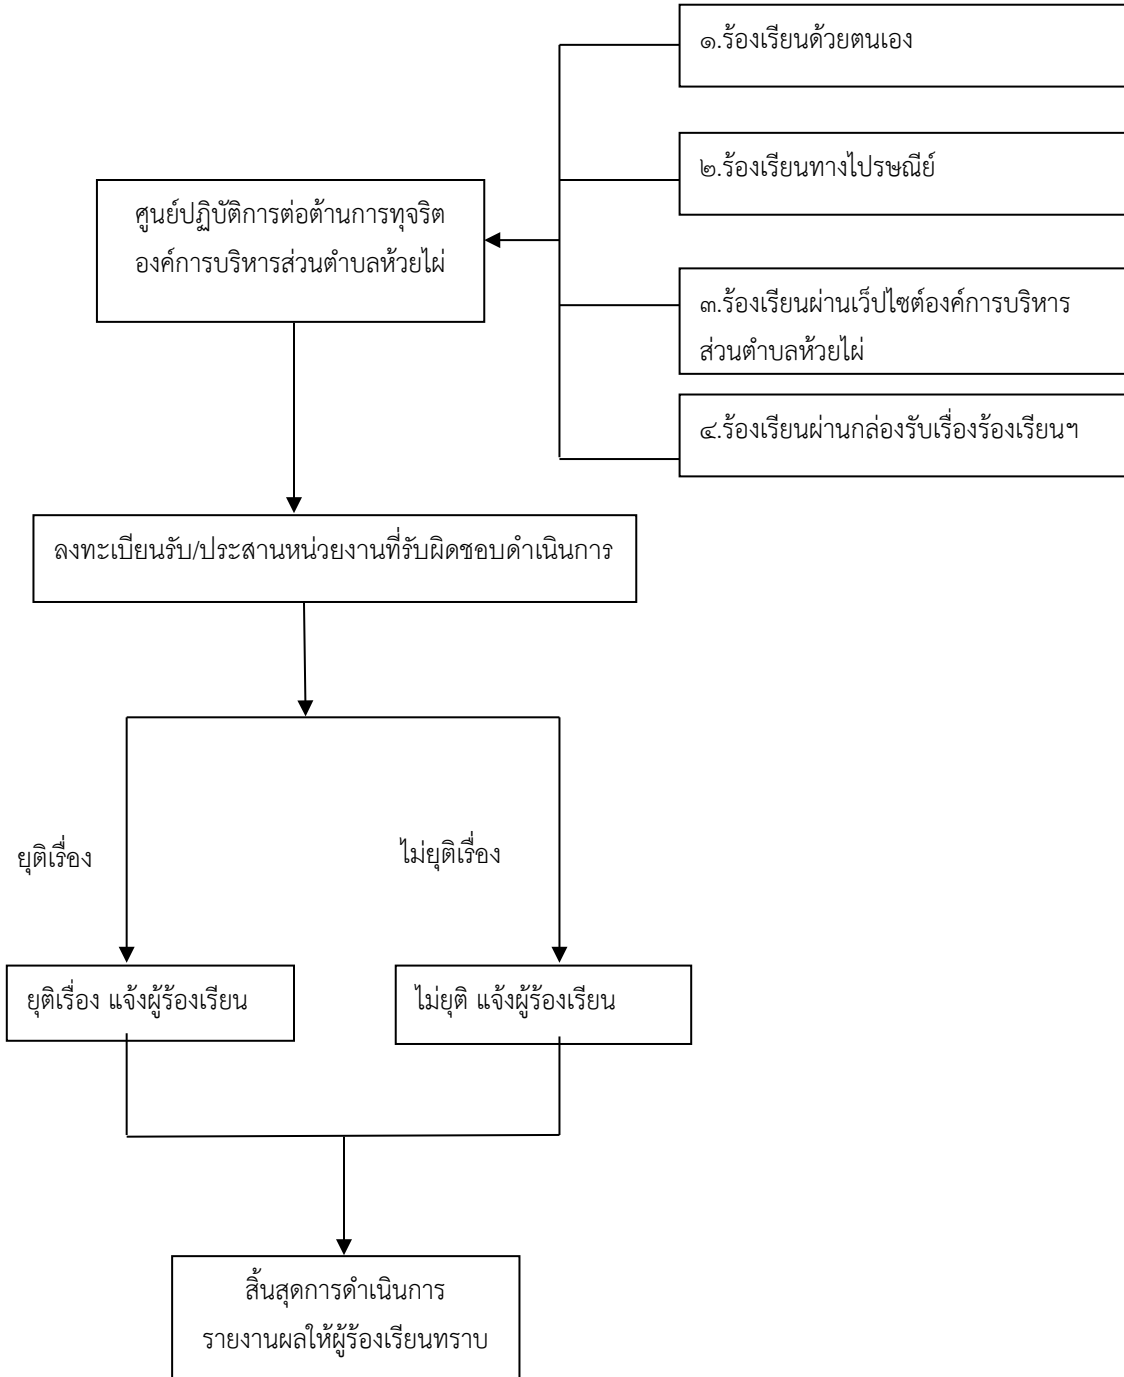 ๑.ร้องเรียนด้วยตนเอง
๒.ร้องเรียนทางไปรษณีย์
ศูนย์ปฏิบัติการต่อต้านการทุจริต
องค์การบริหารส่วนตำบลห้วยไผ่
๓.ร้องเรียนผ่านเว็ปไซต์องค์การบริหาร
ส่วนตำบลห้วยไผ่
๔.ร้องเรียนผ่านกล่องรับเรื่องร้องเรียนฯ
ลงทะเบียนรับ/ประสานหน่วยงานที่รับผิดชอบดำเนินการ
ยุติเรื่อง
ไม่ยุติเรื่อง
ยุติเรื่อง แจ้งผู้ร้องเรียน
ไม่ยุติ แจ้งผู้ร้องเรียน
สิ้นสุดการดำเนินการ
รายงานผลให้ผู้ร้องเรียนทราบ